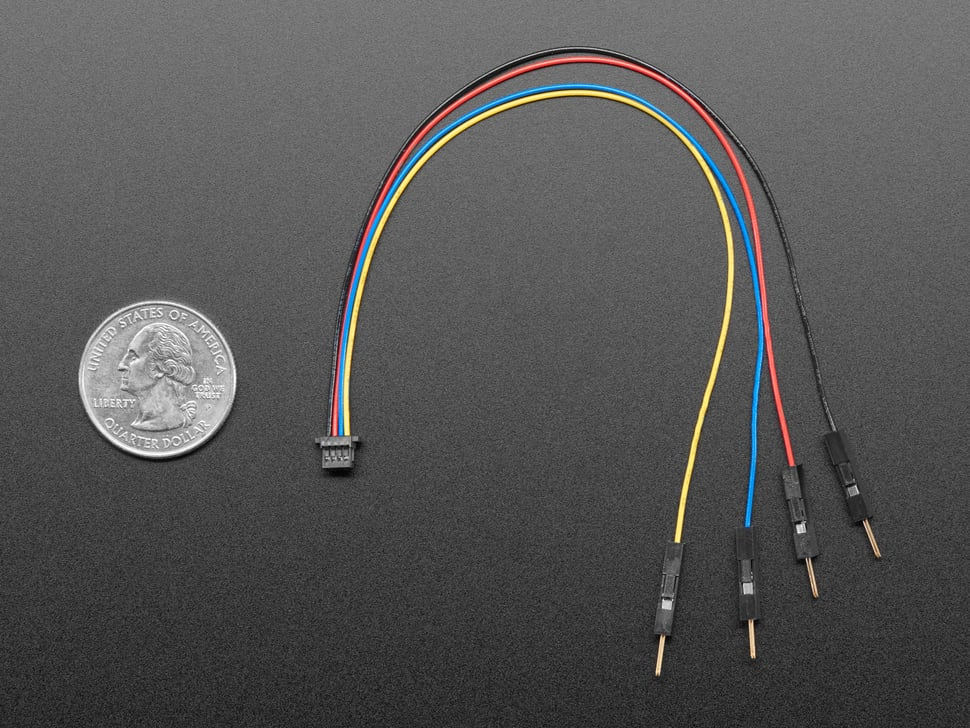 UNITED STATES OF AMERICA
LIBERTY
IN
GOD WE
TRUST
P
QUARTER DOLLAR